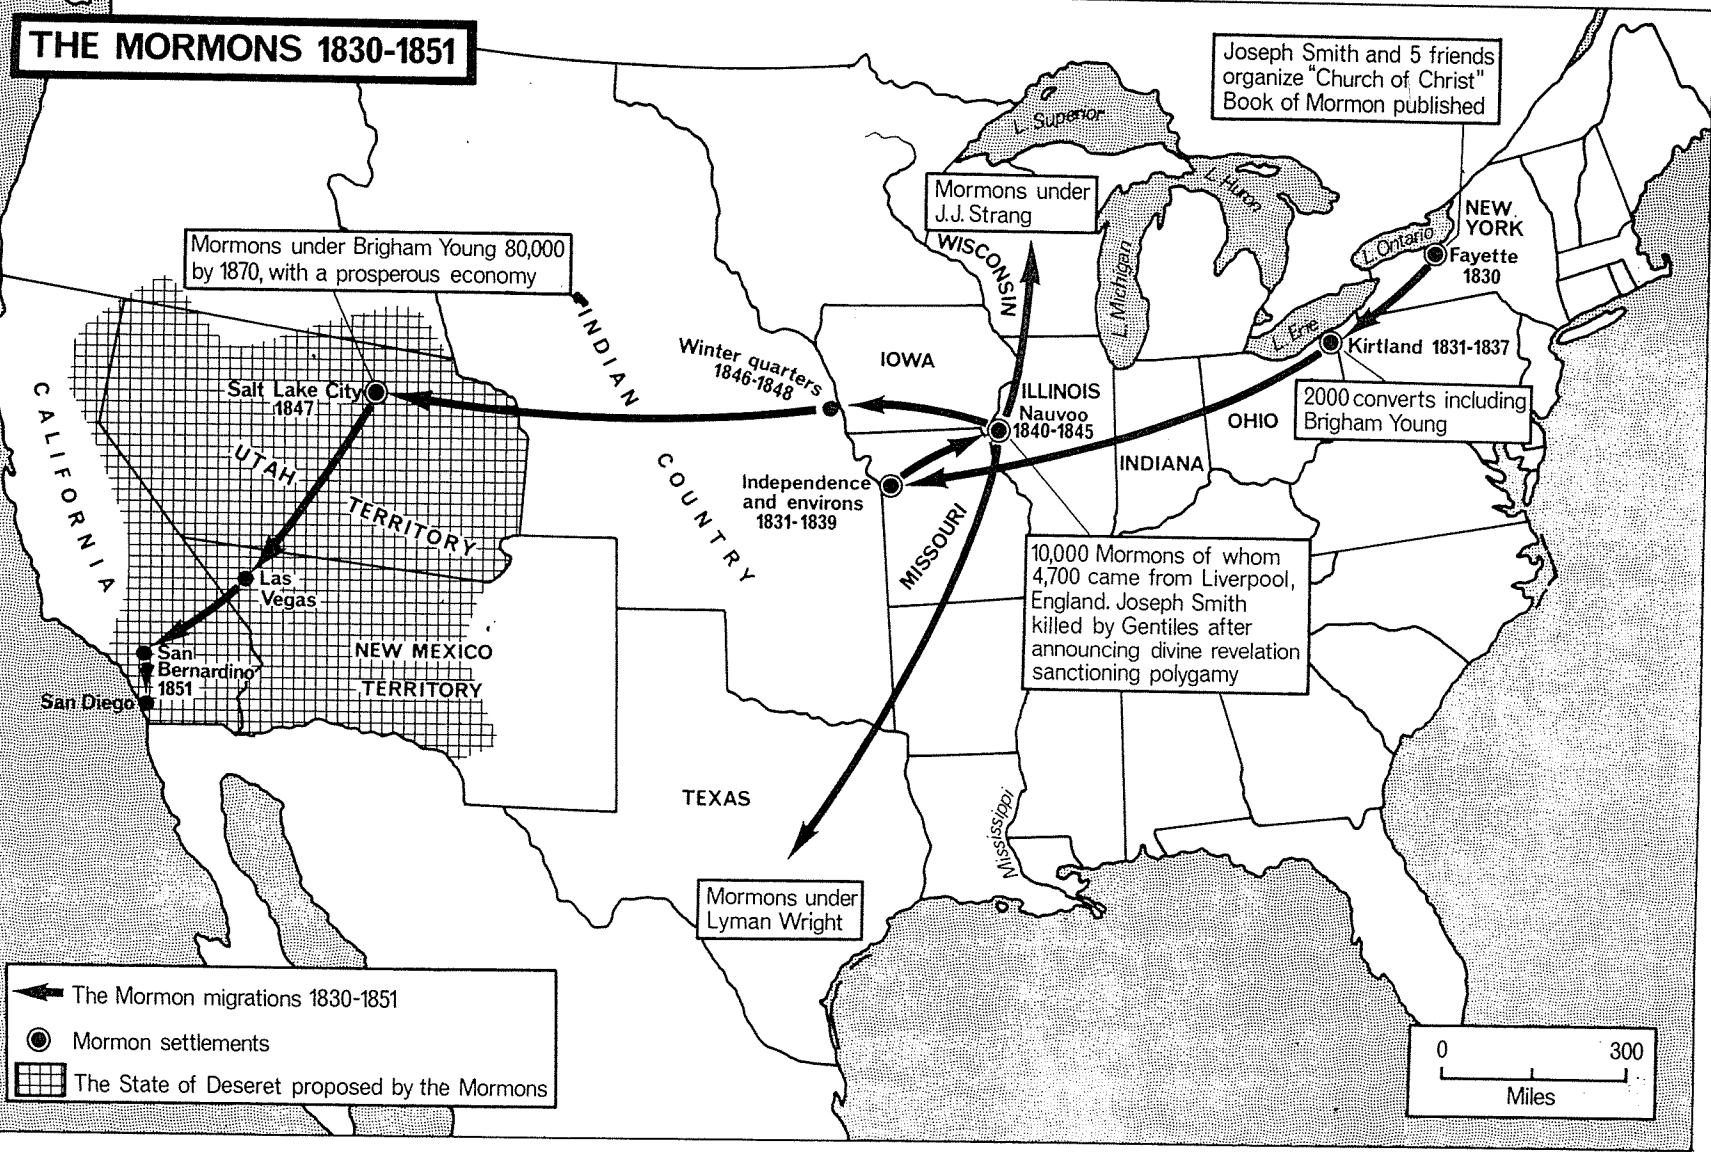 THE MORMONS 1830-1851
Joseph Smith and 5 friends
organize "Church of Christ"
Book of Mormon published
L. Superor
L. Huron
Mormons under
J.J. Strang
WISCONSIN
L. Michigan
NEW
YORK
L. Ontario
Fayette
1830
Mormons under Brigham Young 80,000
by 1870, with a prosperous economy
INDIAN
COUNTRY
Winter quarters
1846-1848
IOWA
L. Erie
Kirtland 1831-1837
2000 converts including
Brigham Young
ILLINOIS
Nauvoo
1840-1845
OHIO
INDIANA
Salt Lake City
1847
CALIFORNIA
UTAH
TERRITORY
Independence
and environs
1831-1839
MISSOURI
10,000 Mormons of whom
4,700 came from Liverpool,
England. Joseph Smith
killed by Gentiles after
announcing divine revelation
sanctioning polygamy
Las
Vegas
San
Bernardino
1851
San Diego
NEW MEXICO
TERRITORY
TEXAS
Mississippi
Mormons under
Lyman Wright
The Mormon migrations 1830-1851
Mormon settlements
The State of Deseret proposed by the Mormons
0 300
Miles